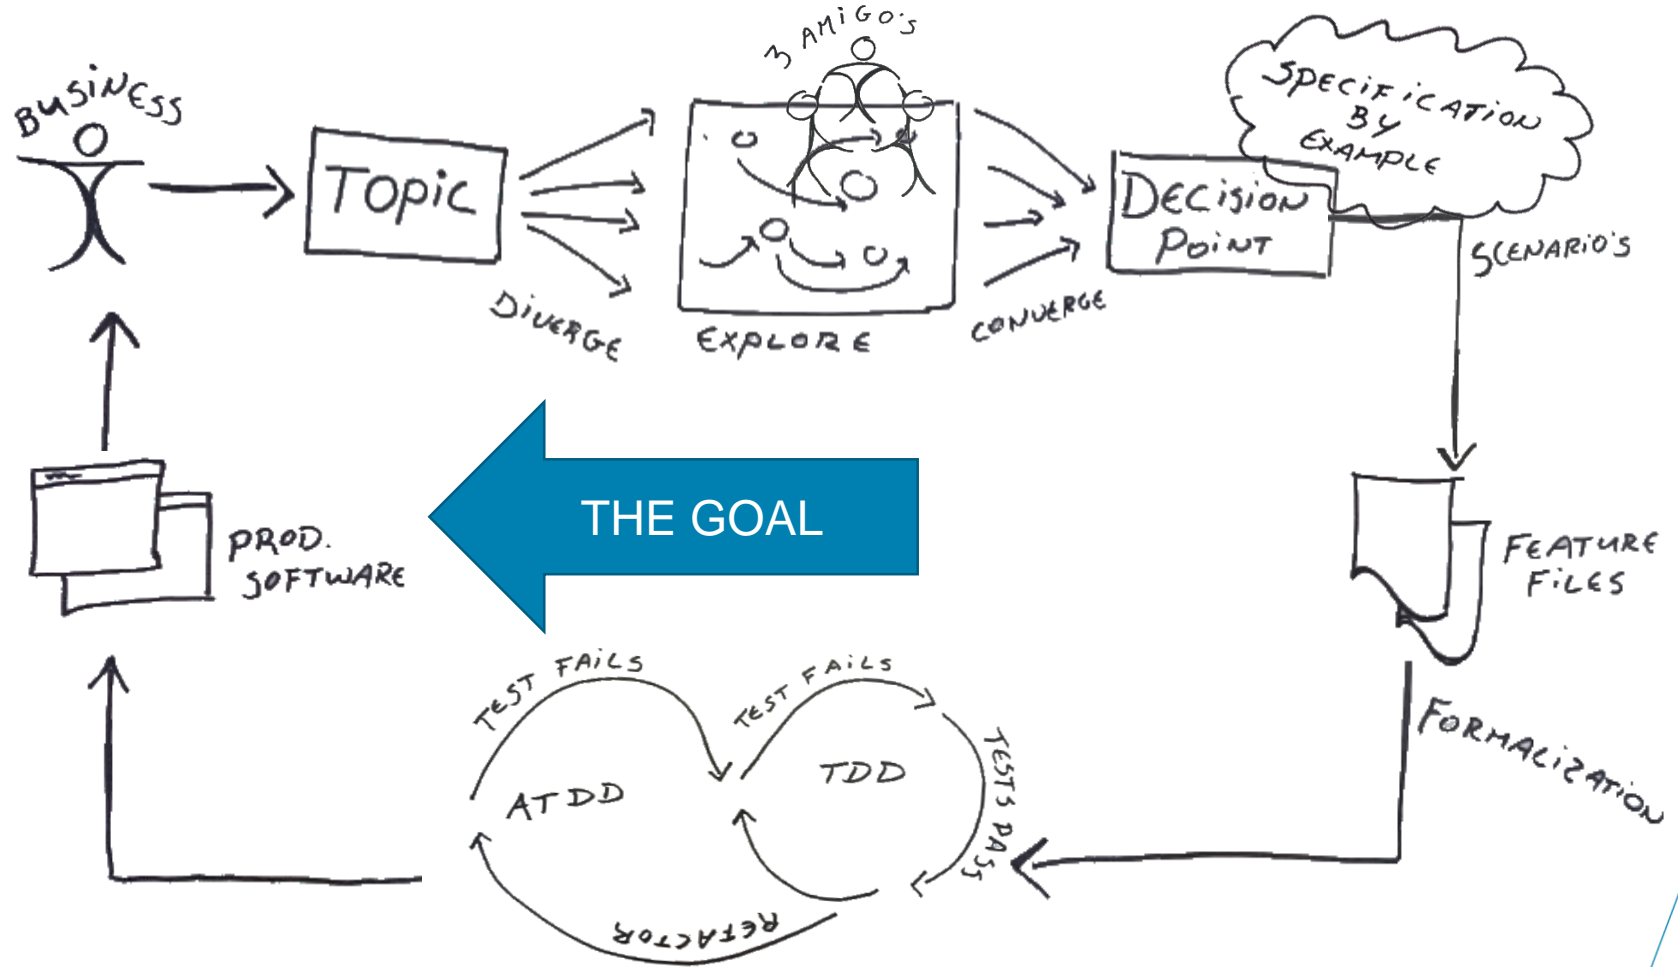 BUSINESS
TOPIC
DIVERGE
3 AMIGO'S
EXPLORE
CONVERGE
DECISION
POINT
SPECIFICATION
BY
EXAMPLE
SCENARIO'S
FEATURE
FILES
FORMALIZATION
THE GOAL
PROD.
SOFTWARE
TEST FAILS
ATDD
TEST FAILS
TDD
TESTS PASS
REFACTOR